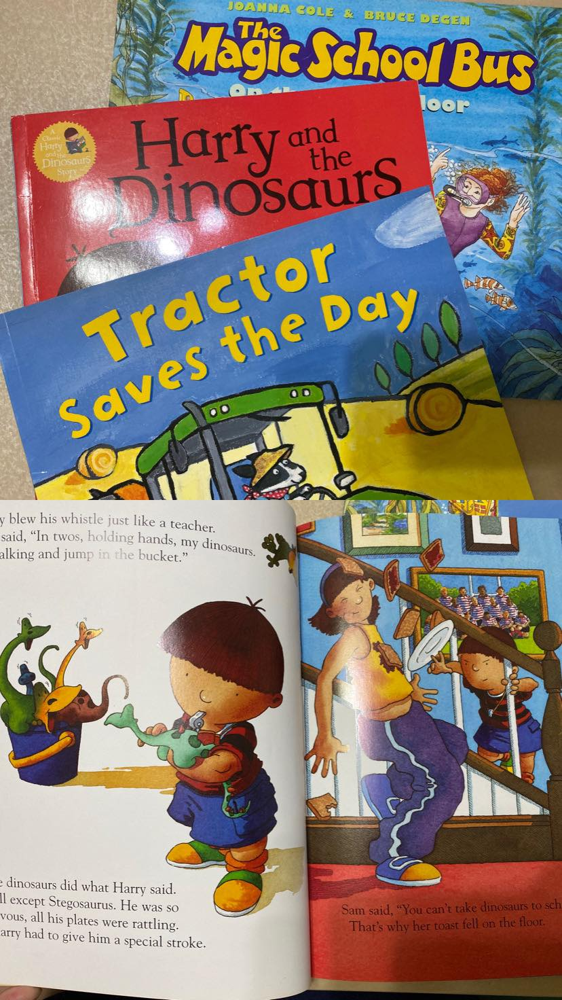 JOANNA COLE & BRUCE DEGEN
The
Magic School Bus
on th
loor
A
Classic
Harry
and the
Dinosaurs
Story
Harry and
the
Dinosaurs
Tractor
Saves the Day
y blew his whistle just like a teacher.
said, “In twos, holding hands, my dinosaurs.
alking and jump in the bucket.”
e dinosaurs did what Harry said.
ll except Stegosaurus. He was so
vous, all his plates were rattling.
arry had to give him a special stroke.
Sam said, “You can’t take dinosaurs to sch
That’s why her toast fell on the floor.